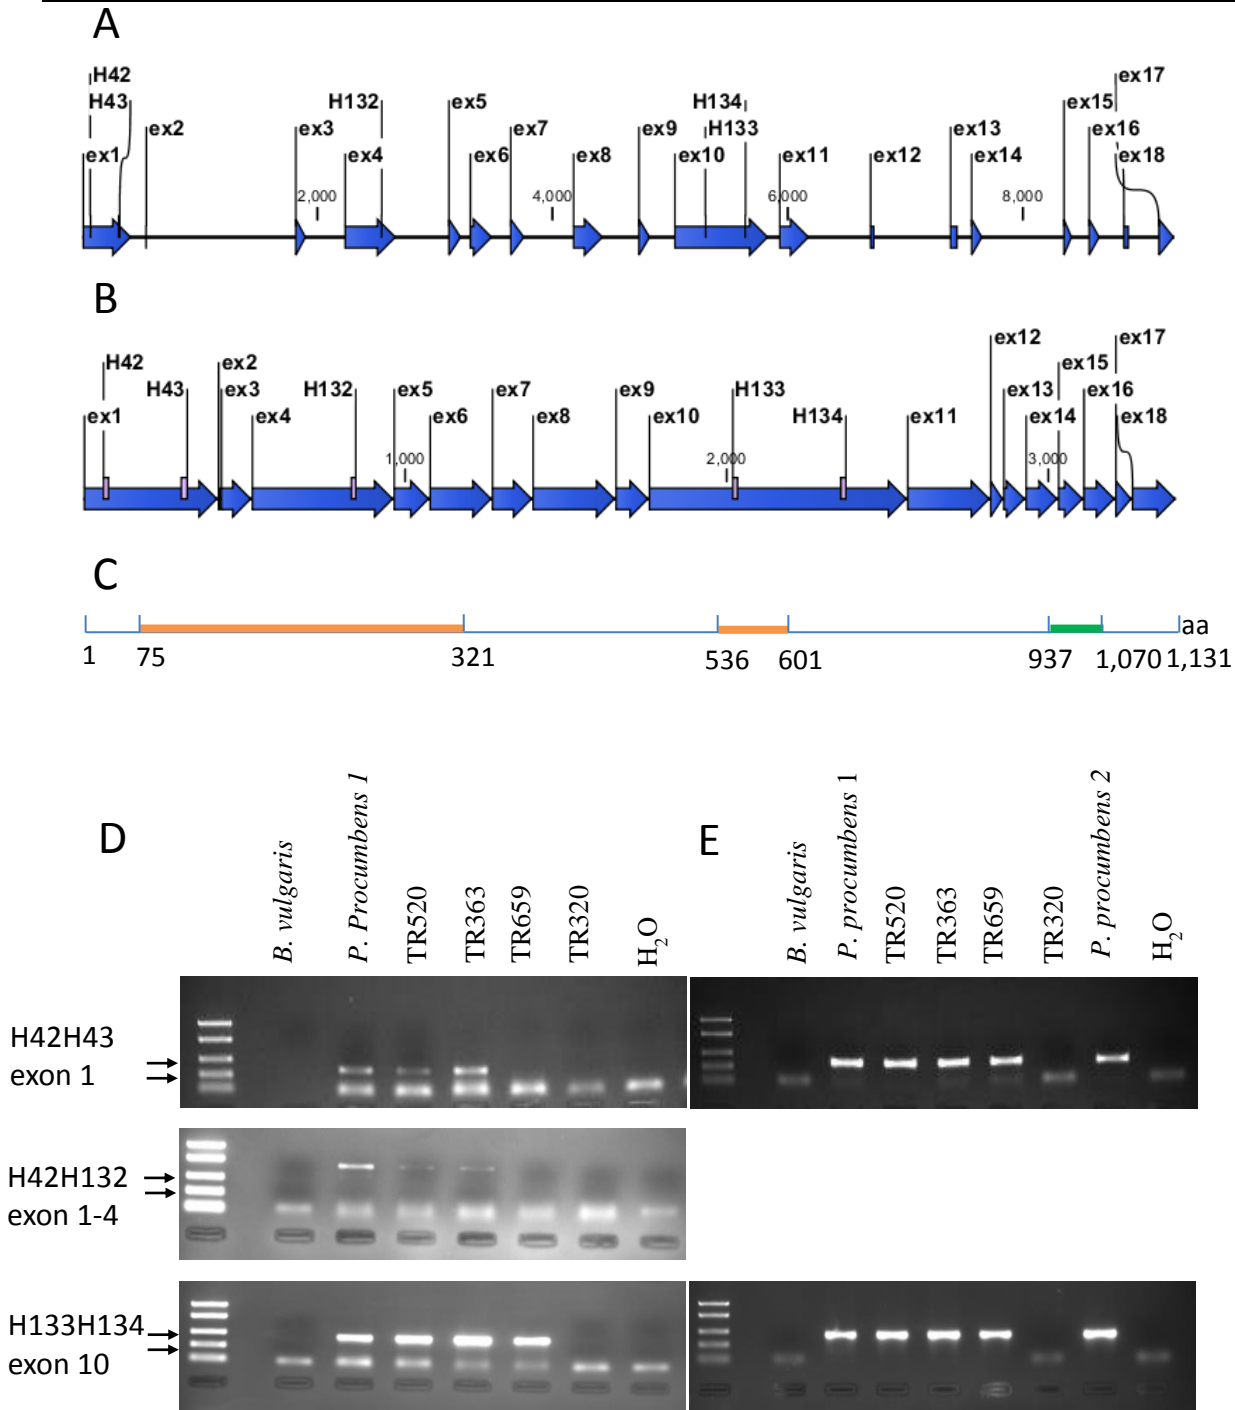 A
H42
ex17
H43
H132
ex5
H134
ex15
ex2
ex3
ex7
ex9
H133
ex13
ex16
ex1
ex4
ex6
ex8
ex10
ex11
ex12
ex14
ex18
2,000
4,000
6,000
8,000
B
ex12
ex17
H42
ex2
ex15
H43
ex3
H132
ex5
ex7
ex9
H133
ex13
ex16
ex1
ex4
ex6
ex8
ex10
H134
ex11
ex14
ex18
1,000
2,000
3,000
C
aa
1
75
321
536
601
937
1,070
1,131
D
B. vulgaris
P. Procumbens 1
TR520
TR363
TR659
TR320
H2O
E
B. vulgaris
P. procumbens 1
TR520
TR363
TR659
TR320
P. procumbens 2
H2O
H42H43
exon 1
H42H132
exon 1-4
H133H134
exon 10